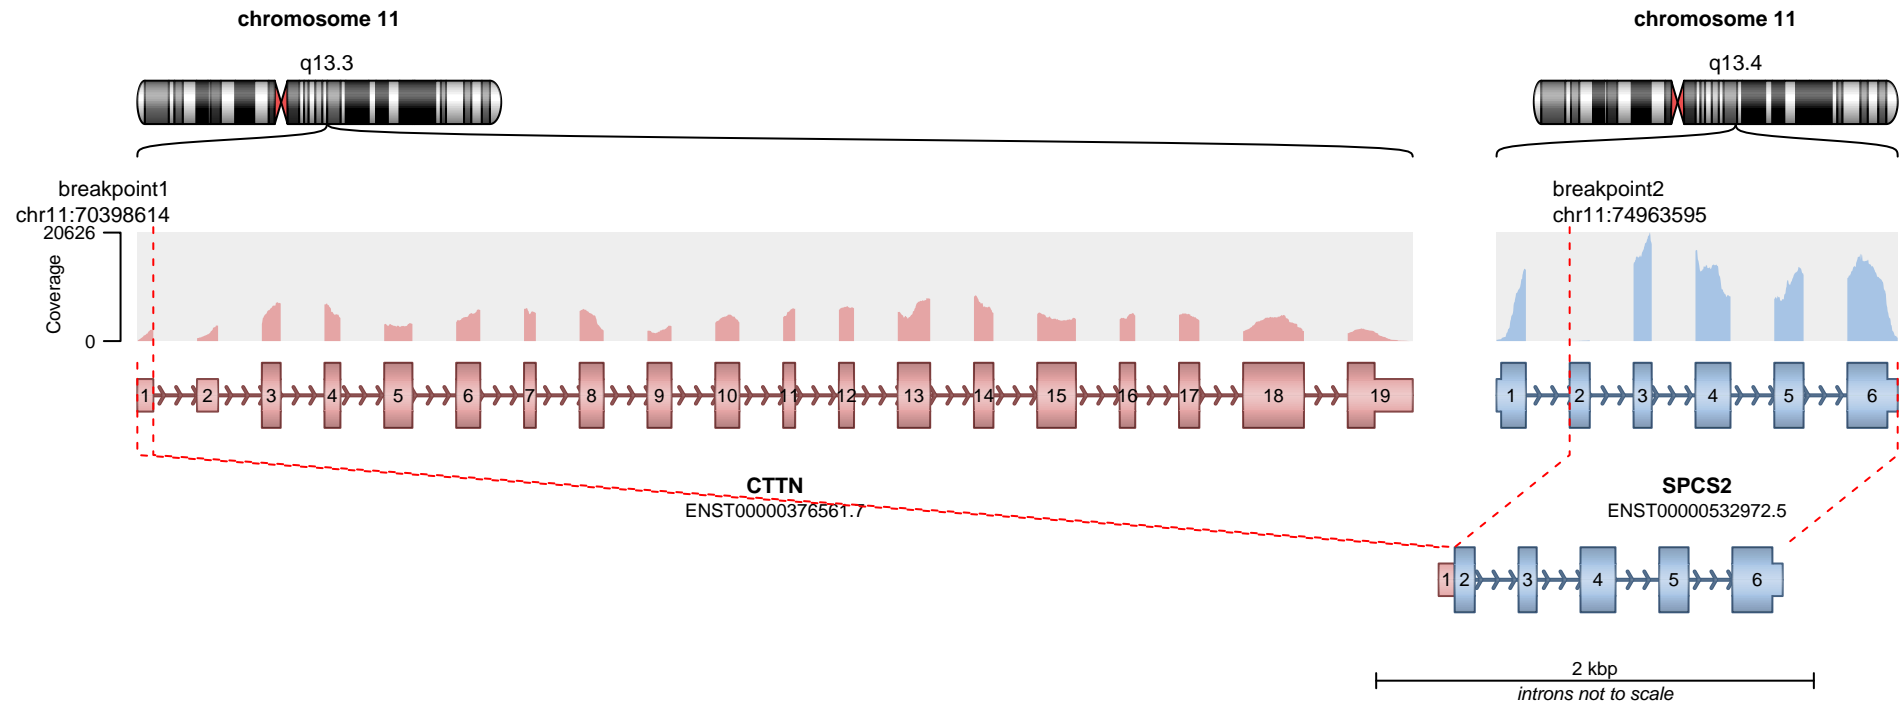 chromosome 11
chromosome 11
q13.3
q13.4
breakpoint1
chr11:70398614
breakpoint2
chr11:74963595
20626
Coverage
0
1 2 3 4 5 6 7 8 9 10 11 12 13 14 15 16 17 18 19
1 2 3 4 5 6
CTTN
ENST00000376561.7
SPCS2
ENST00000532972.5
1 2 3 4 5 6
2 kbp
introns not to scale